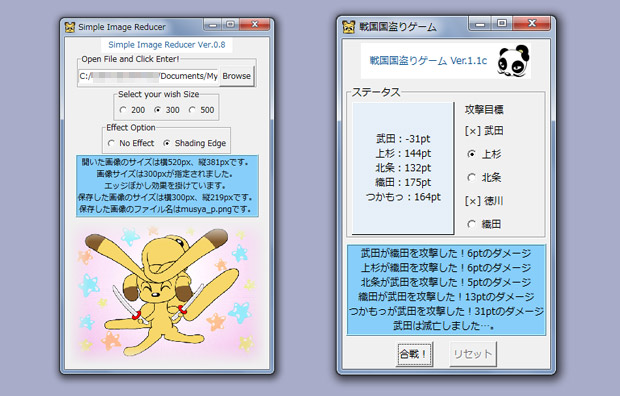 Simple Image Reducer
Simple Image Reducer Ver.0.8
Open File and Click Enter!
C:/
/Documents/My
Browse
Select your wish Size
200
300
500
Effect Option
No Effect
Shading Edge
開いた画像のサイズは横520px、縦381pxです。
画像サイズは300pxが指定されました。
エッジぼかし効果を掛けています。
保存した画像のサイズは横300px、縦219pxです。
保存した画像のファイル名はmusya_p.pngです。
戦国国盗りゲーム
戦国国盗りゲーム Ver.1.1c
ステータス
武田：-31pt
上杉：144pt
北条：132pt
織田：175pt
つかもっ：164pt
攻撃目標
[×] 武田
上杉
北条
[×] 徳川
織田
武田が織田を攻撃した！6ptのダメージ
上杉が織田を攻撃した！6ptのダメージ
北条が武田を攻撃した！5ptのダメージ
織田が武田を攻撃した！13ptのダメージ
つかもっが武田を攻撃した！31ptのダメージ
武田は滅亡しました…。
合戦！
リセット